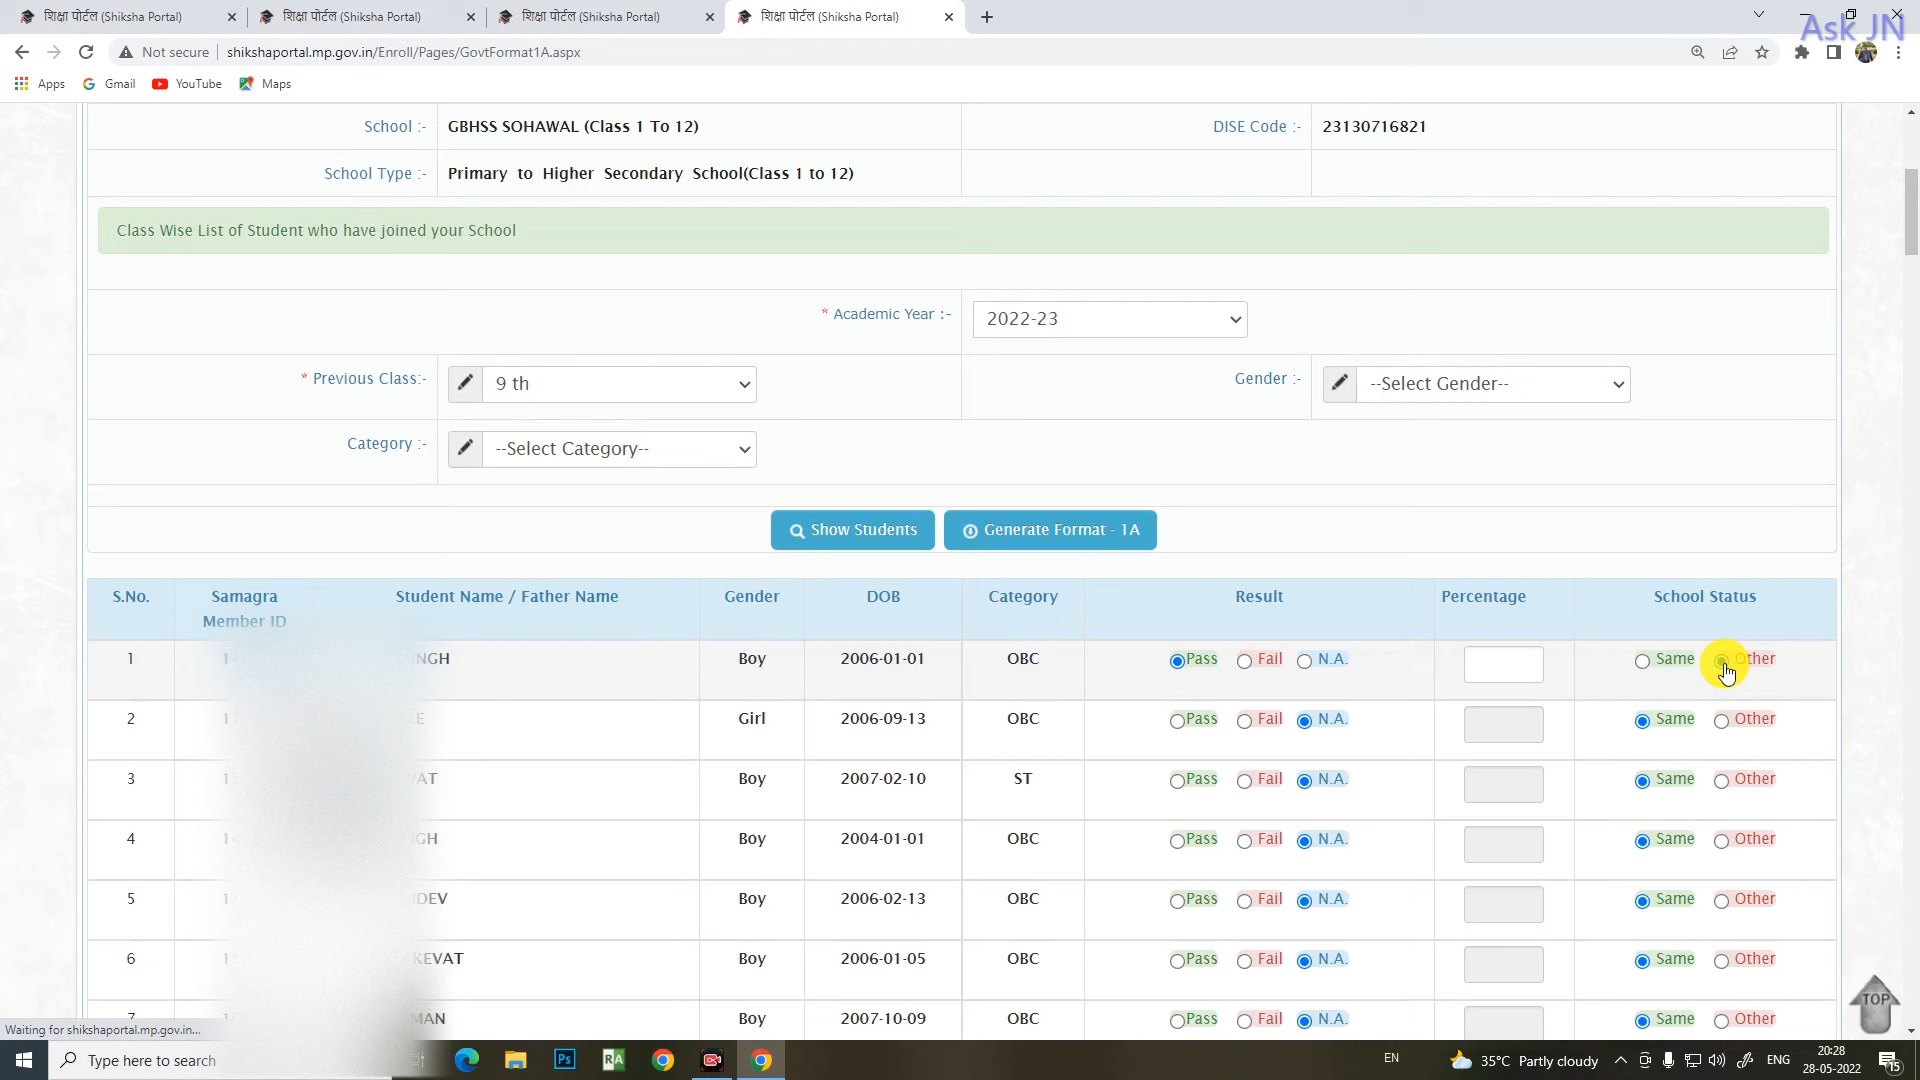 शिक्षा पोर्टल (Shiksha Portal) शिक्षा पोर्टल (Shiksha Portal) शिक्षा पोर्टल (Shiksha Portal) शिक्षा पोर्टल (Shiksha Portal)
Ask JN
Not secure shikshaportal.mp.gov.in/Enroll/Pages/GovtFormat1A.aspx
Apps Gmail YouTube Maps
School :- GBHSS SOHAWAL (Class 1 To 12) DISE Code :- 23130716821
School Type :- Primary to Higher Secondary School(Class 1 to 12)
Class Wise List of Student who have joined your School
* Academic Year :- 2022-23
* Previous Class:- 9 th Gender :- --Select Gender--
Category :- --Select Category--
Show Students Generate Format - 1A
S.No. Samagra Member ID Student Name / Father Name Gender DOB Category Result Percentage School Status
1 Boy 2006-01-01 OBC Pass Fail N.A. Same Other
2 Girl 2006-09-13 OBC Pass Fail N.A. Same Other
3 Boy 2007-02-10 ST Pass Fail N.A. Same Other
4 Boy 2004-01-01 OBC Pass Fail N.A. Same Other
5 Boy 2006-02-13 OBC Pass Fail N.A. Same Other
6 KEVAT Boy 2006-01-05 OBC Pass Fail N.A. Same Other
Boy 2007-10-09 OBC Pass Fail N.A. Same Other
TOP
Waiting for shikshaportal.mp.gov.in...
Type here to search Ps RA EN 35°C Partly cloudy ENG 20:28
28-05-2022 15